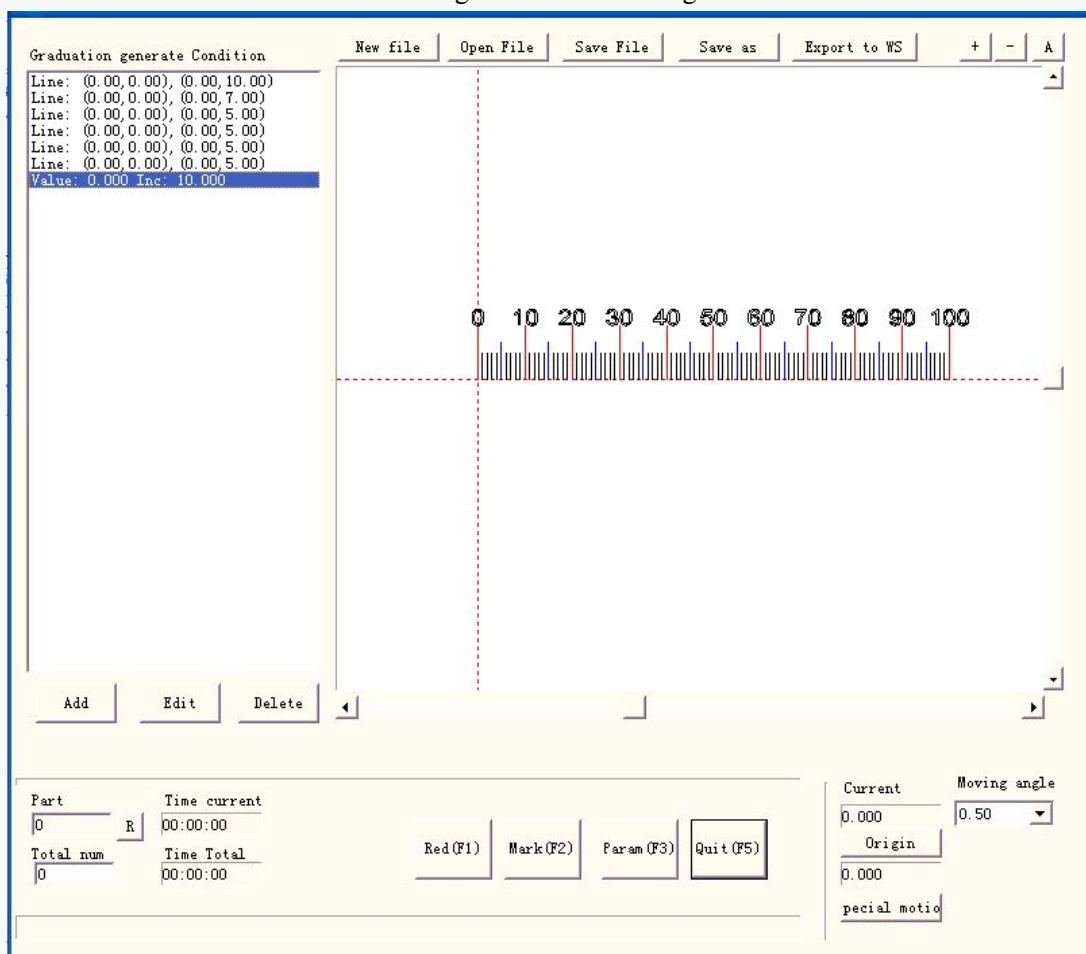 Graduation generate Condition
New file Open File Save File Save as Export to WS + - A
Line: (0.00,0.00), (0.00,10.00)
Line: (0.00,0.00), (0.00,7.00)
Line: (0.00,0.00), (0.00,5.00)
Line: (0.00,0.00), (0.00,5.00)
Line: (0.00,0.00), (0.00,5.00)
Line: (0.00,0.00), (0.00,5.00)
Value: 0.000 Inc: 10.000
0 10 20 30 40 50 60 70 80 90 100
Add Edit Delete
Part
0
R
Time current
00:00:00
Total num
0
Time Total
00:00:00
Red(F1) Mark(F2) Param(F3) Quit(F5)
Current
0.000
Origin
0.000
pecial motio
Moving angle
0.50